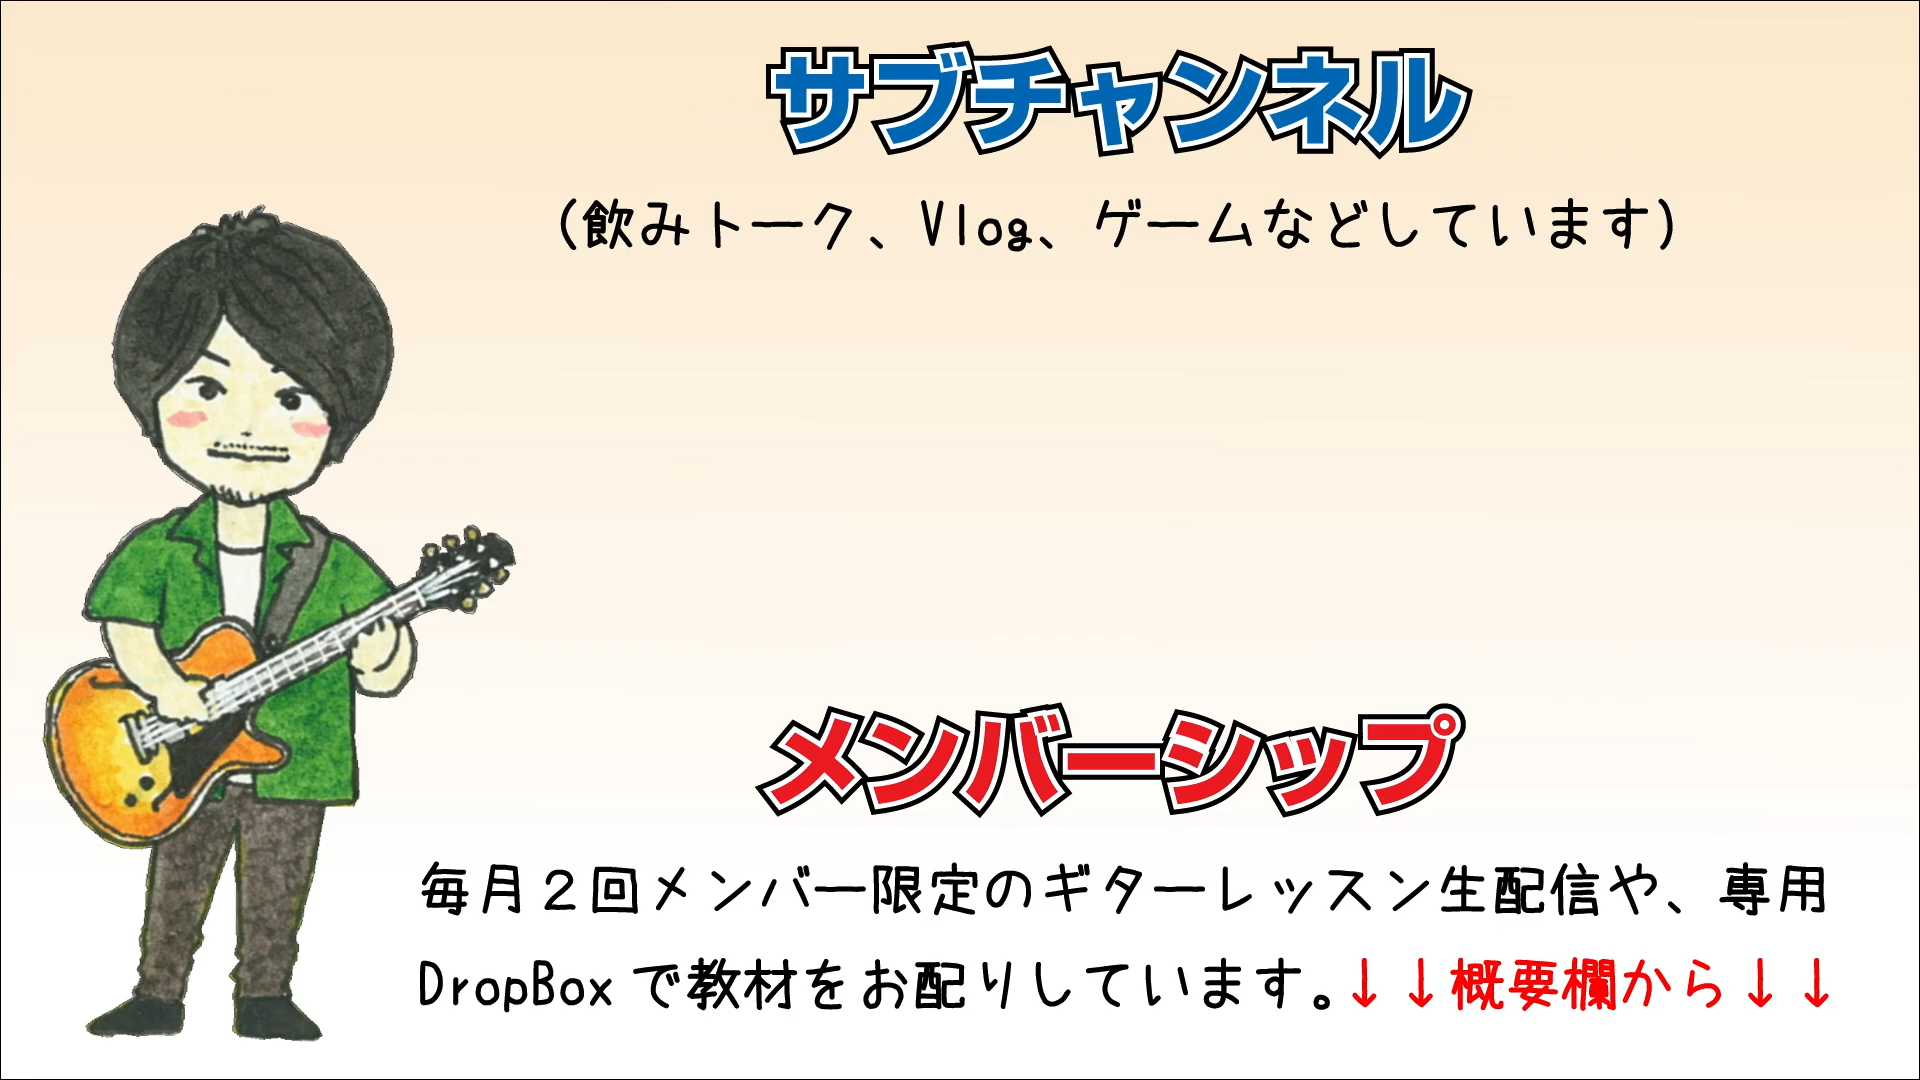 サブチャンネル
(飲みトーク、Vlog、ゲームなどしています)
メンバーシップ
毎月２回メンバー限定のギターレッスン生配信や、専用
DropBoxで教材をお配りしています。↓↓概要欄から↓↓